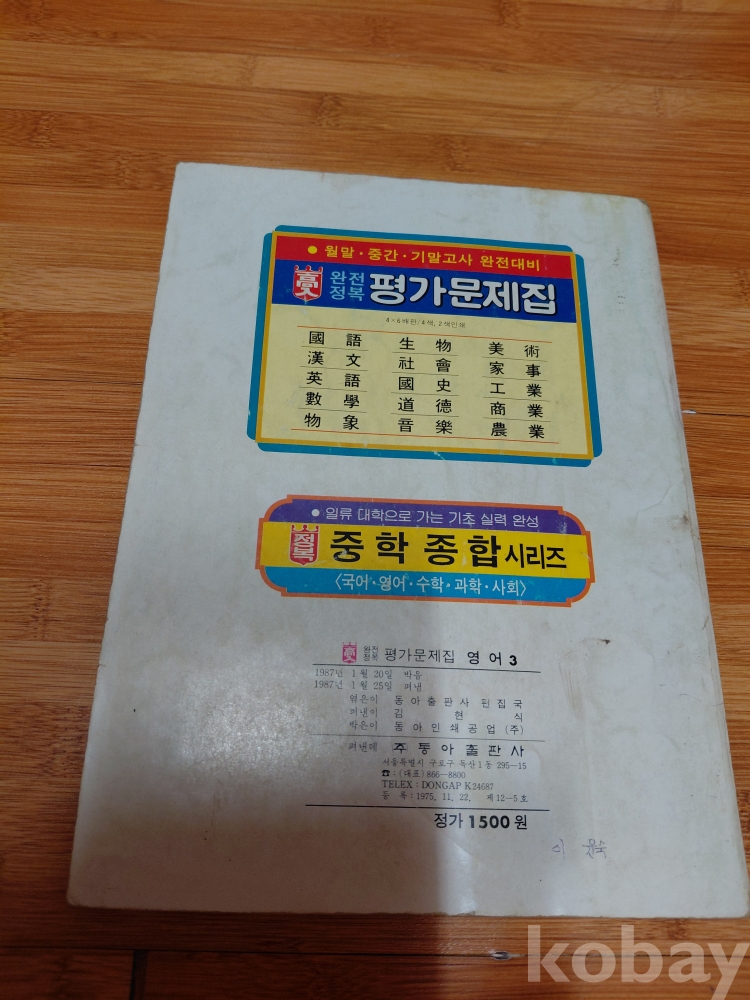 ● 월말·중간·기말고사 완전대비
完全 정복 평가문제집
4×6배판/4색, 2색인쇄
國語 生物 美術
漢文 社會 家事
英語 國史 工業
數學 道德 商業
物象 音樂 農業
● 일류 대학으로 가는 기초 실력 완성
정복 중학 종합시리즈
〈국어·영어·수학·과학·사회〉
완전 정복 평가문제집 영어 3
1987년 1월 20일 박음
1987년 1월 25일 펴냄
엮은이 동아출판사 편집국
펴낸이 김현식
박은이 동아인쇄공업 (주)
펴낸데 주동아출판사
서울특별시 구로구 독산1동 295—15
☎ : (대표) 866—8800
TELEX : DONGAP K24687
등록 : 1975. 11. 22. 제12—5호
정가 1500원
kobay